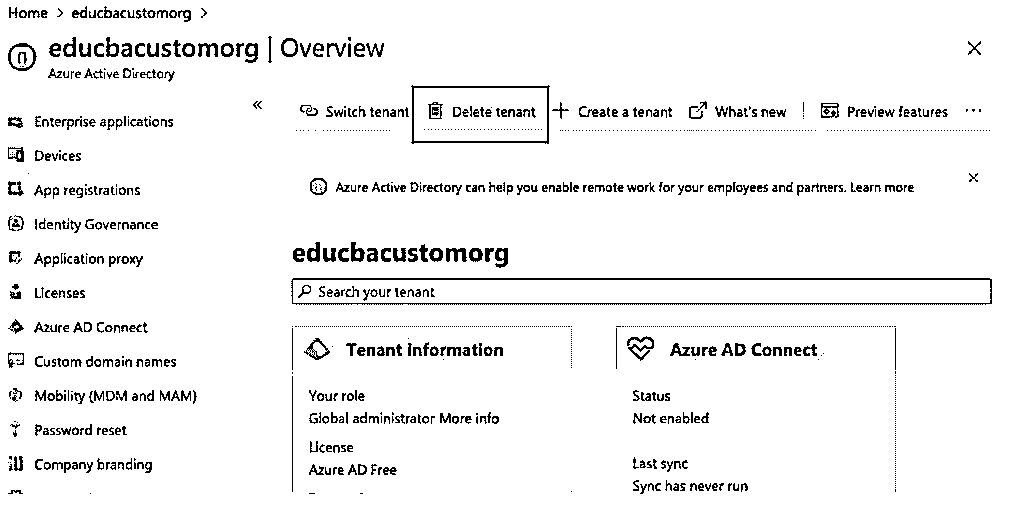 Home > educbacustomorg >
educbacustomorg | Overview
Azure Active Directory
«
Enterprise applications
Devices
App registrations
Identity Governance
Application proxy
Licenses
Azure AD Connect
Custom domain names
Mobility (MDM and MAM)
Password reset
Company branding
Switch tenant Delete tenant Create a tenant What's new | Preview features ...
Azure Active Directory can help you enable remote work for your employees and partners. Learn more
educbacustomorg
Search your tenant
Tenant information
Your role
Global administrator More info
License
Azure AD Free
Azure AD Connect
Status
Not enabled
Last sync
Sync has never run